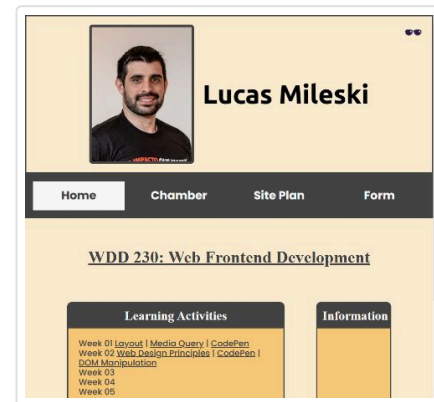 IMPACTO
Lucas Mileski
Home Chamber Site Plan Form
WDD 230: Web Frontend Development
Learning Activities
Week 01 Layout | Media Query | CodePen
Week 02 Web Design Principles | CodePen |
DOM Manipulation
Week 03
Week 04
Week 05
Information